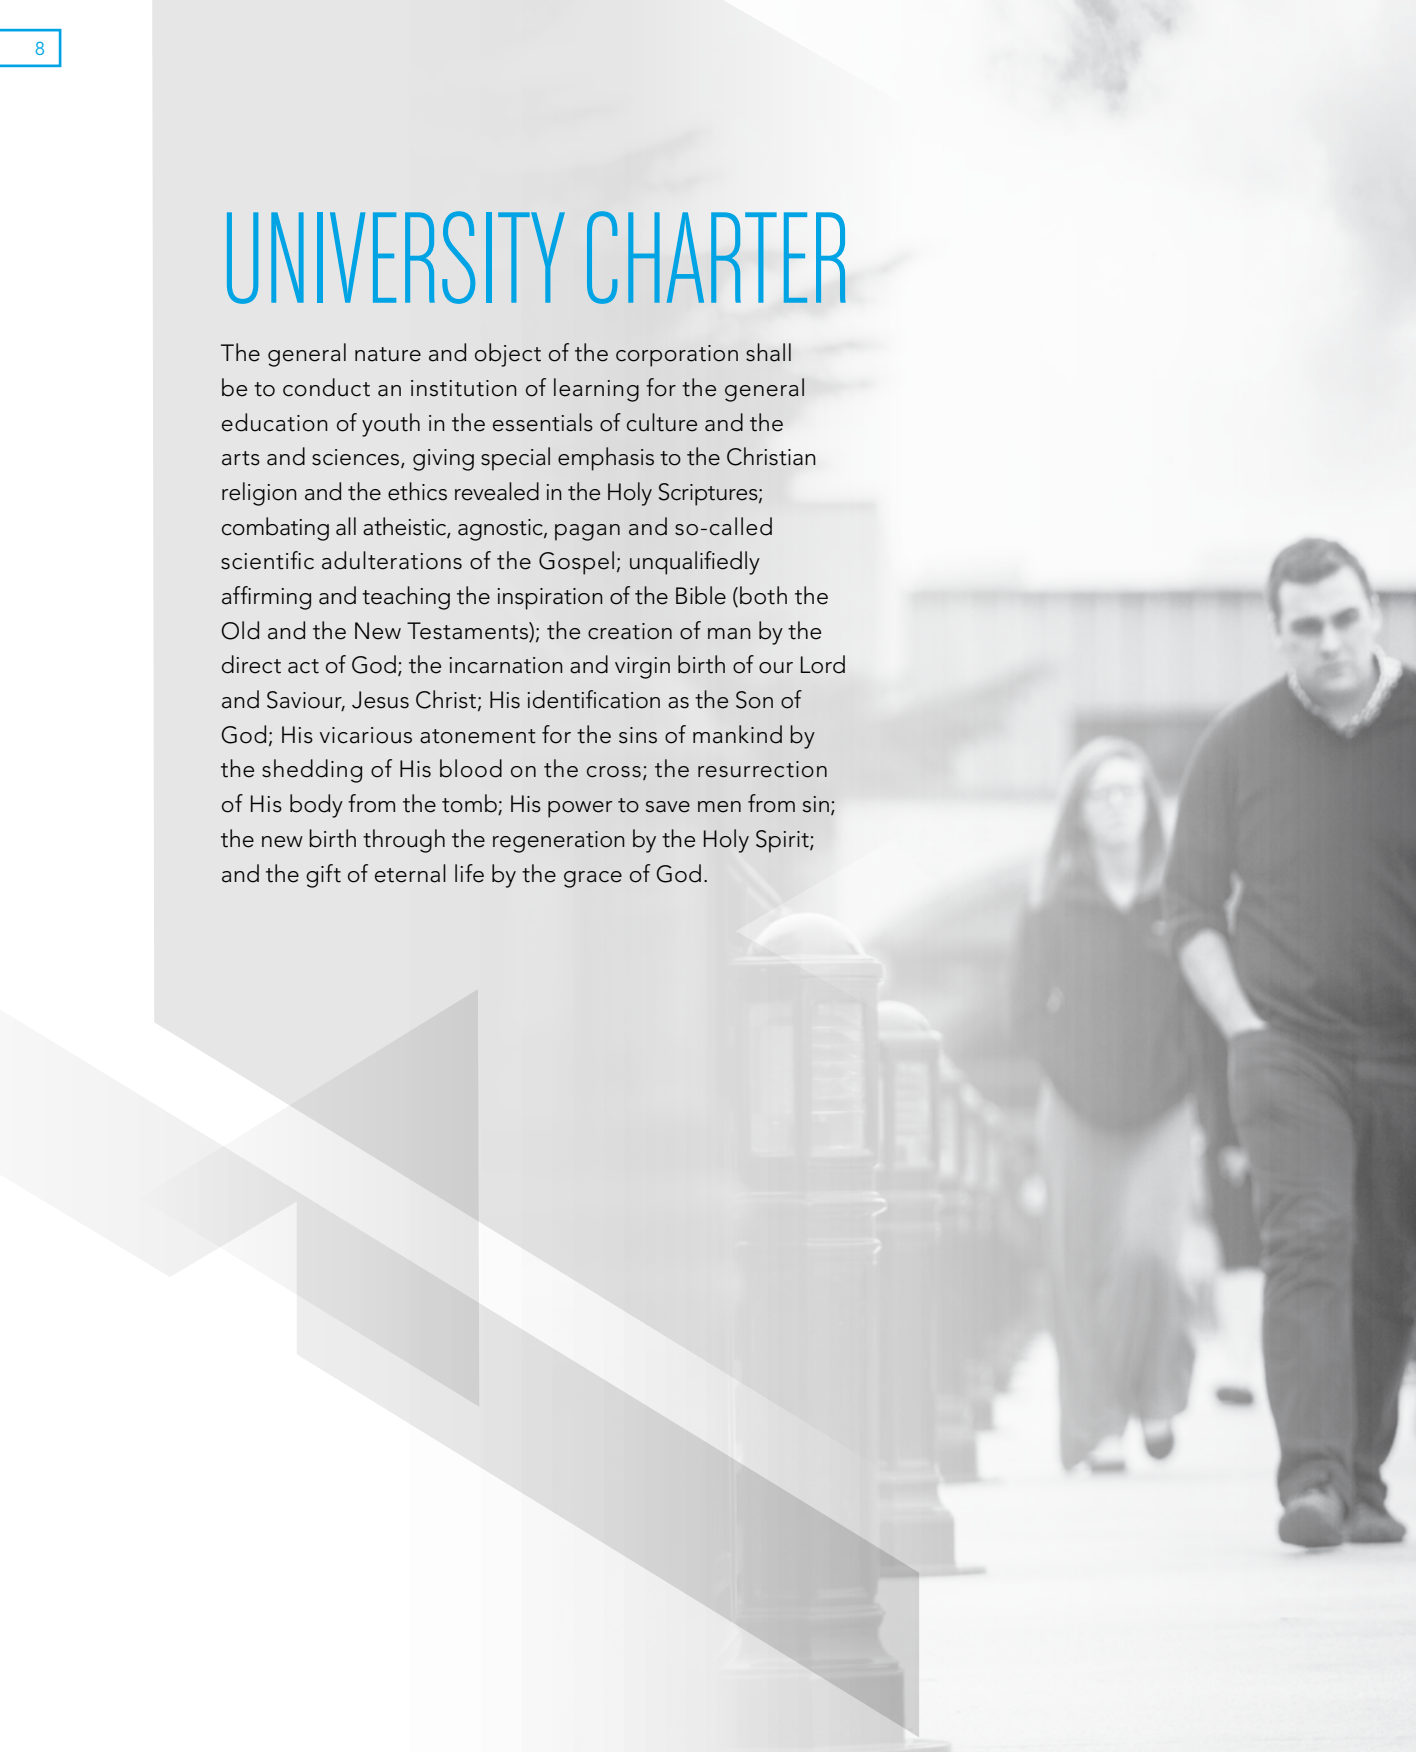 8
UNIVERSITY CHARTER
The general nature and object of the corporation shall
be to conduct an institution of learning for the general
education of youth in the essentials of culture and the
arts and sciences, giving special emphasis to the Christian
religion and the ethics revealed in the Holy Scriptures;
combating all atheistic, agnostic, pagan and so-called
scientific adulterations of the Gospel; unqualifiedly
affirming and teaching the inspiration of the Bible (both the
Old and the New Testaments); the creation of man by the
direct act of God; the incarnation and virgin birth of our Lord
and Saviour, Jesus Christ; His identification as the Son of
God; His vicarious atonement for the sins of mankind by
the shedding of His blood on the cross; the resurrection
of His body from the tomb; His power to save men from sin;
the new birth through the regeneration by the Holy Spirit;
and the gift of eternal life by the grace of God.